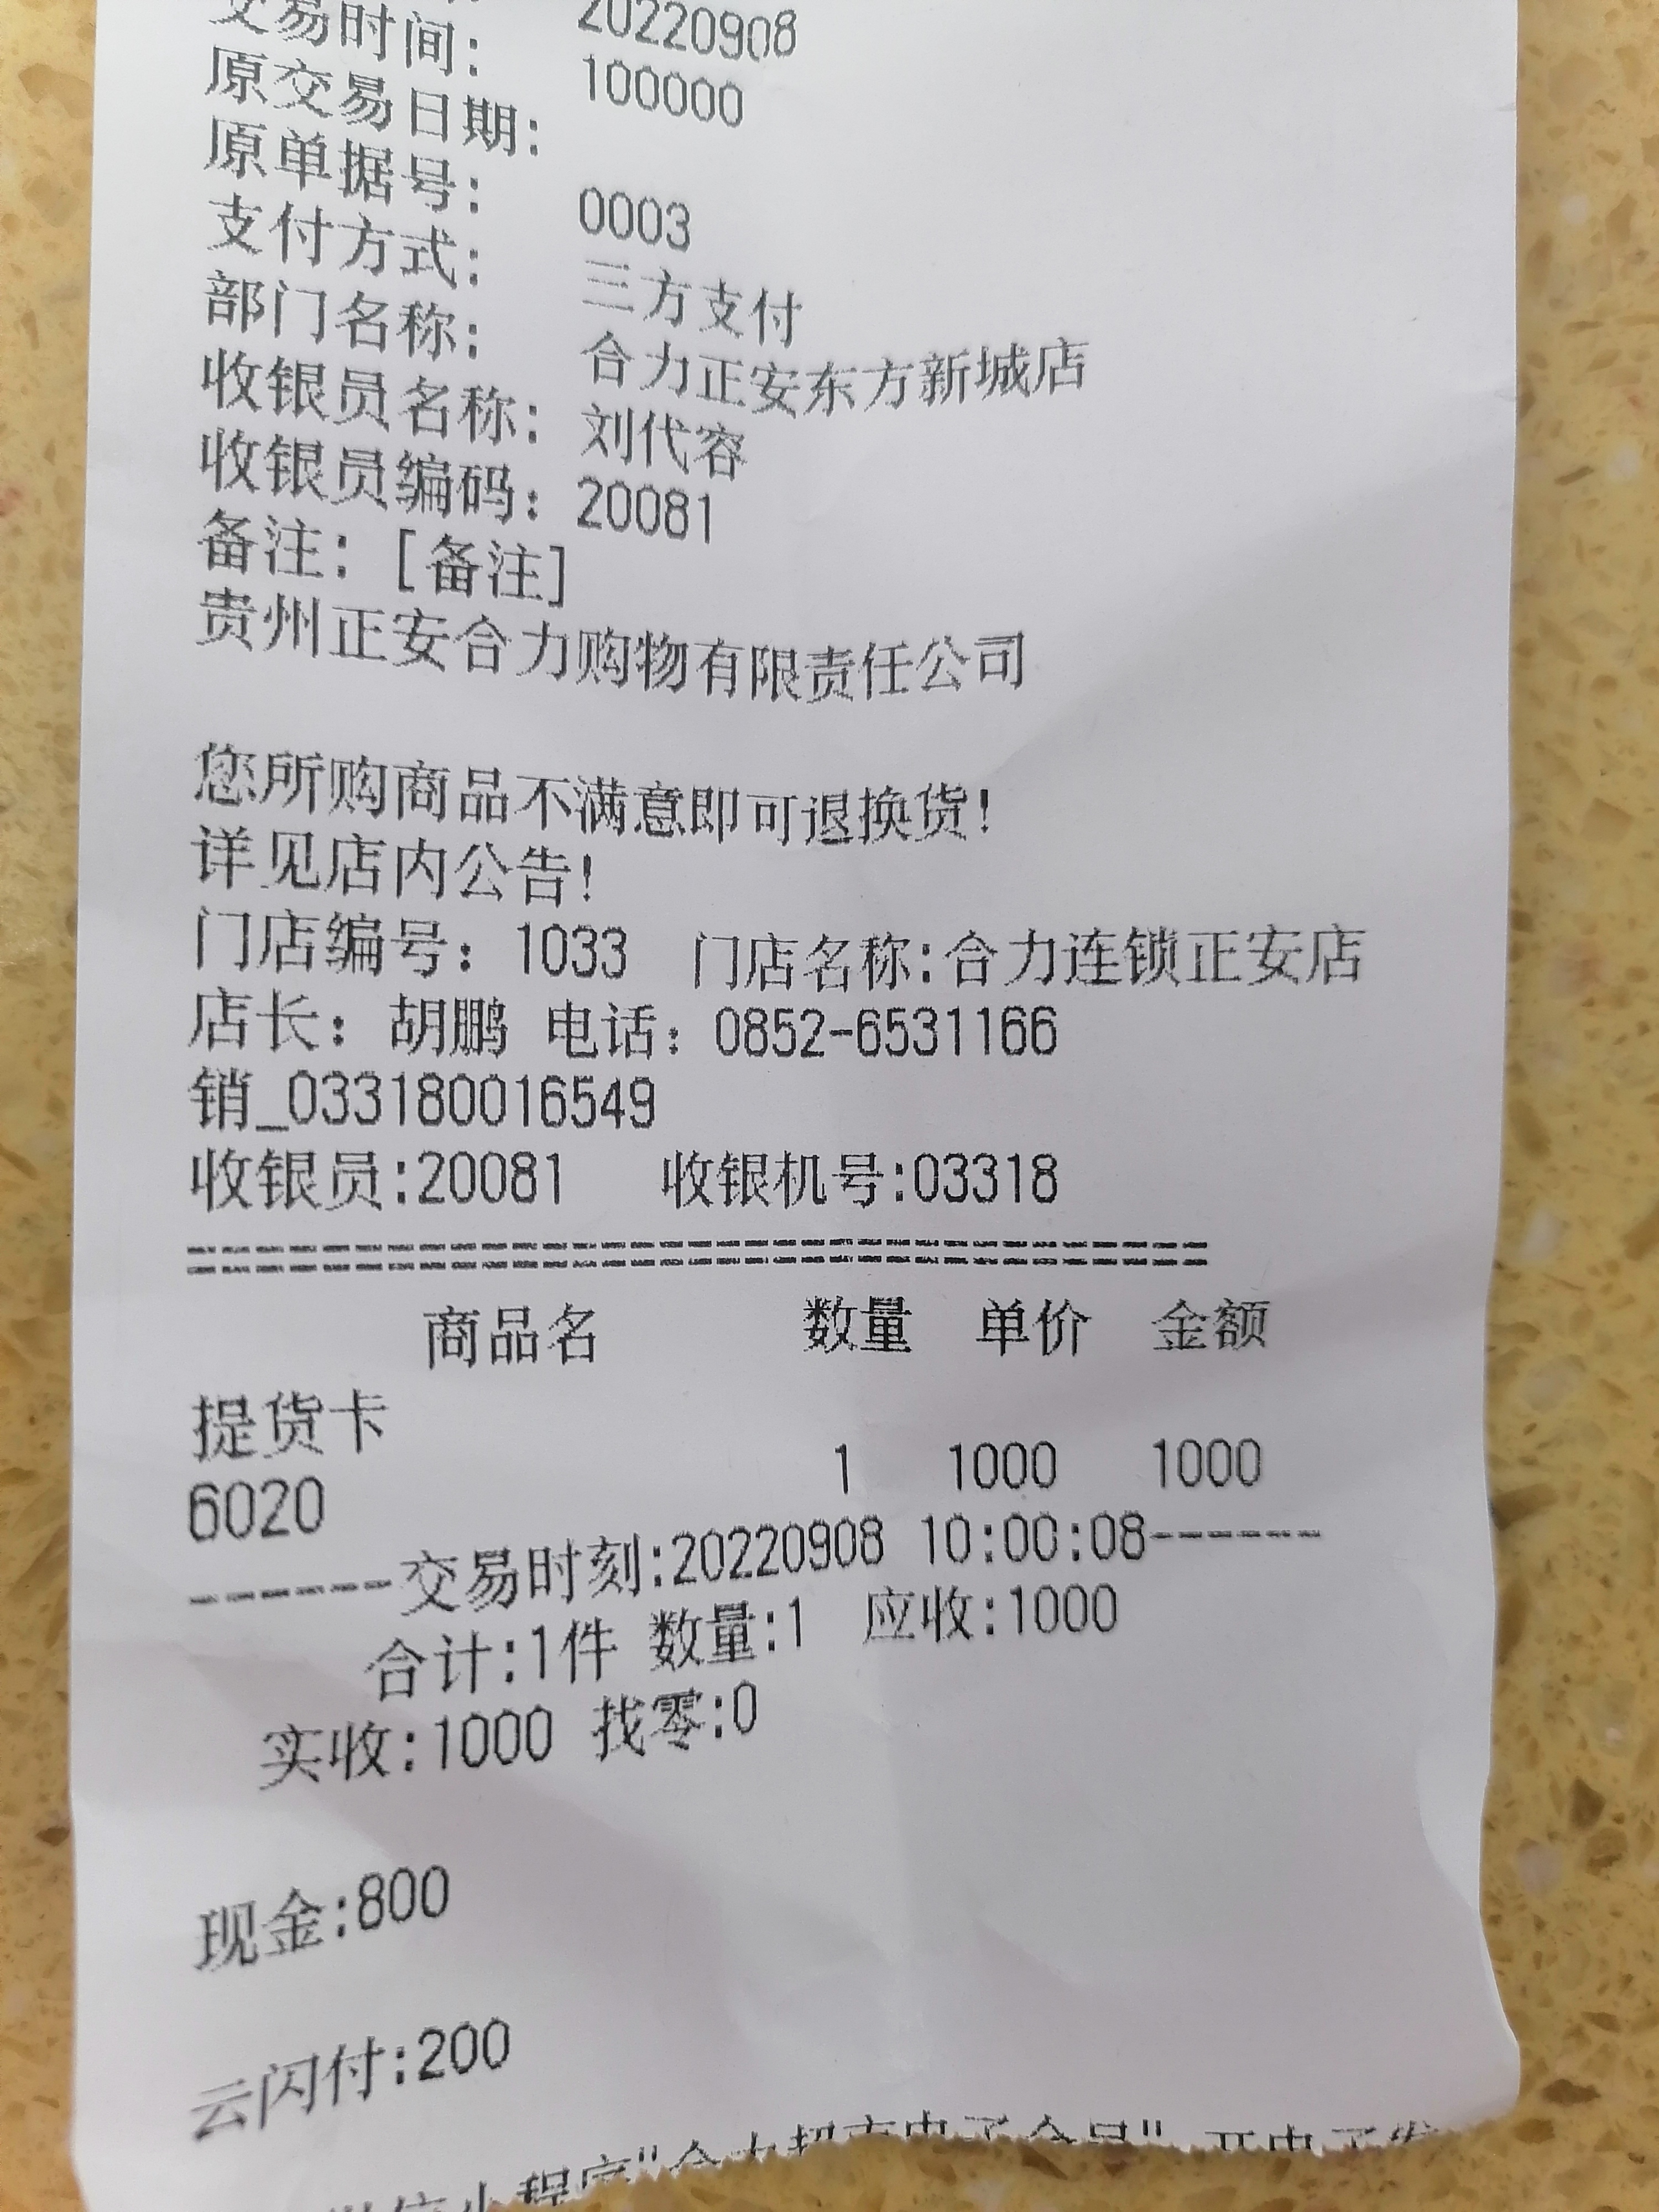 20220908
交易时间: 100000
原交易日期:
原单据号: 0003
支付方式: 三方支付
部门名称: 合力正安东方新城店
收银员名称: 刘代容
收银员编码: 20081
备注: [备注]
贵州正安合力购物有限责任公司
您所购商品不满意即可退换货!
详见店内公告!
门店编号: 1033 门店名称:合力连锁正安店
店长: 胡鹏 电话: 0852-6531166
销_033180016549
收银员:20081 收银机号:03318
商品名 数量 单价 金额
提货卡
6020 1 1000 1000
------交易时刻:20220908 10:00:08------
合计:1件 数量:1 应收:1000
实收:1000 找零:0
现金:800
云闪付:200